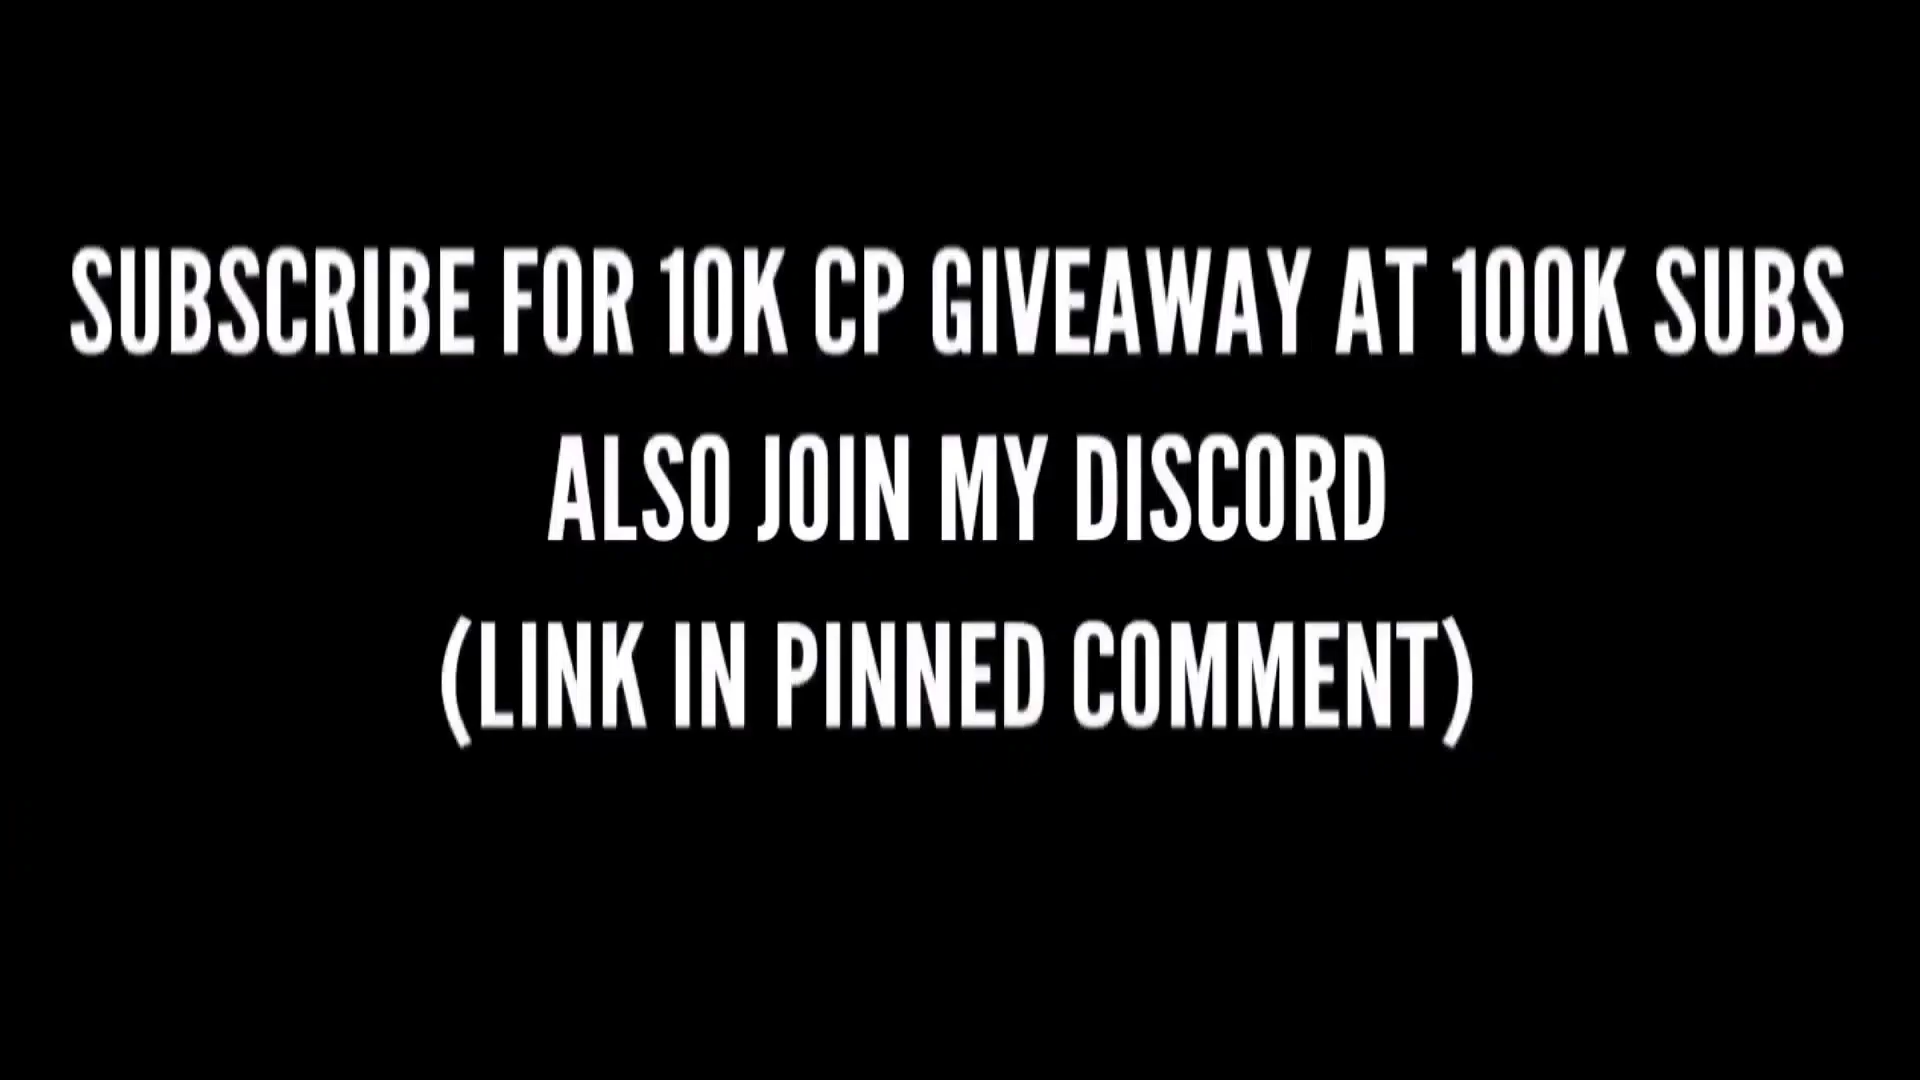 SUBSCRIBE FOR 10K CP GIVEAWAY AT 100K SUBS
ALSO JOIN MY DISCORD
(LINK IN PINNED COMMENT)